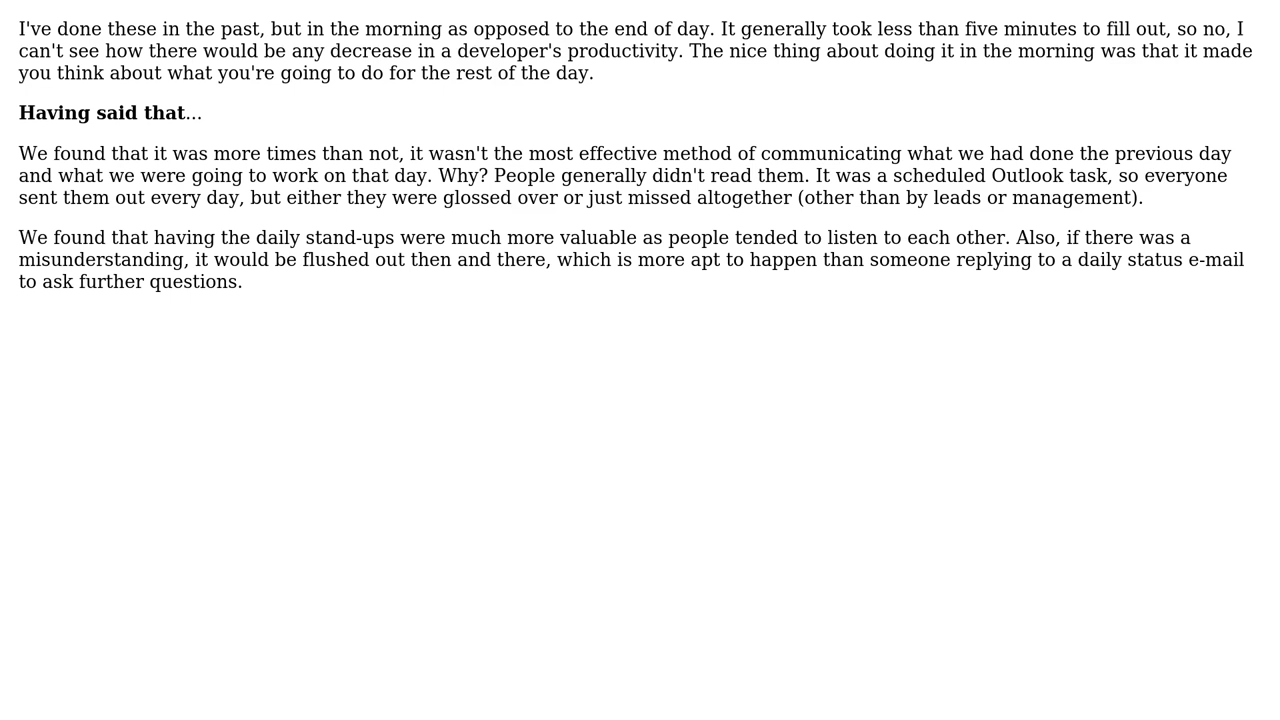 I've done these in the past, but in the morning as opposed to the end of day. It generally took less than five minutes to fill out, so no, I
can't see how there would be any decrease in a developer's productivity. The nice thing about doing it in the morning was that it made
you think about what you're going to do for the rest of the day.
Having said that...
We found that it was more times than not, it wasn't the most effective method of communicating what we had done the previous day
and what we were going to work on that day. Why? People generally didn't read them. It was a scheduled Outlook task, so everyone
sent them out every day, but either they were glossed over or just missed altogether (other than by leads or management).
We found that having the daily stand-ups were much more valuable as people tended to listen to each other. Also, if there was a
misunderstanding, it would be flushed out then and there, which is more apt to happen than someone replying to a daily status e-mail
to ask further questions.